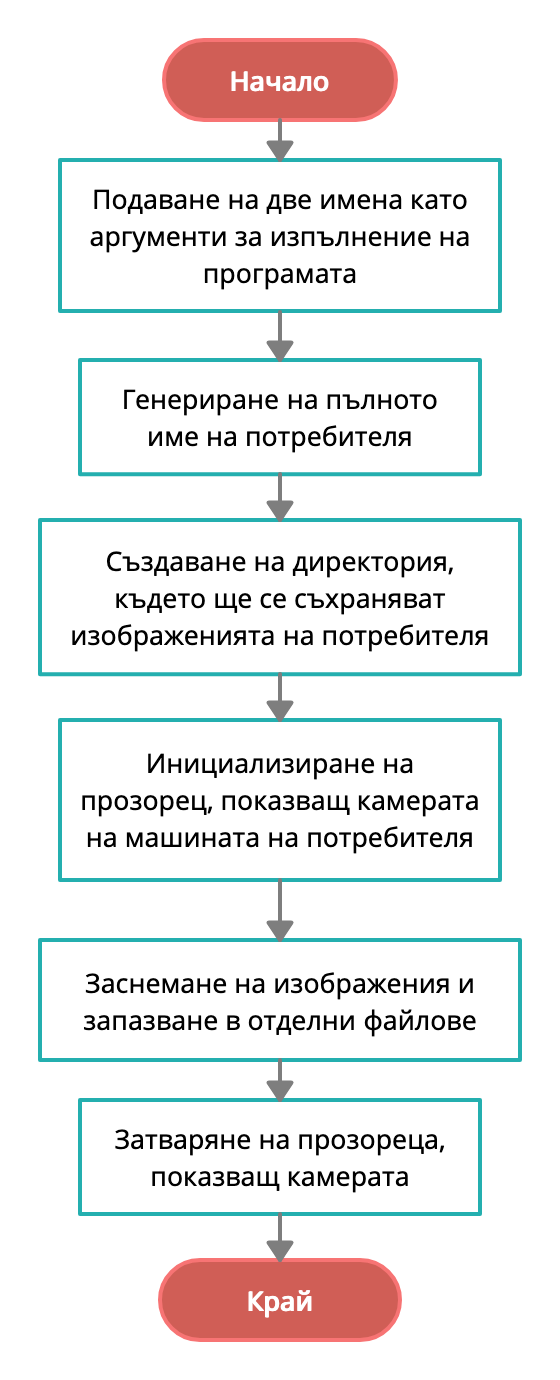 Начало
Подаване на две имена като
аргументи за изпълнение на
програмата
Генериране на пълното
име на потребителя
Създаване на директория,
където ще се съхраняват
изображенията на потребителя
Инициализиране на
прозорец, показващ камерата
на машината на потребителя
Заснемане на изображения и
запазване в отделни файлове
Затваряне на прозореца,
показващ камерата
Край